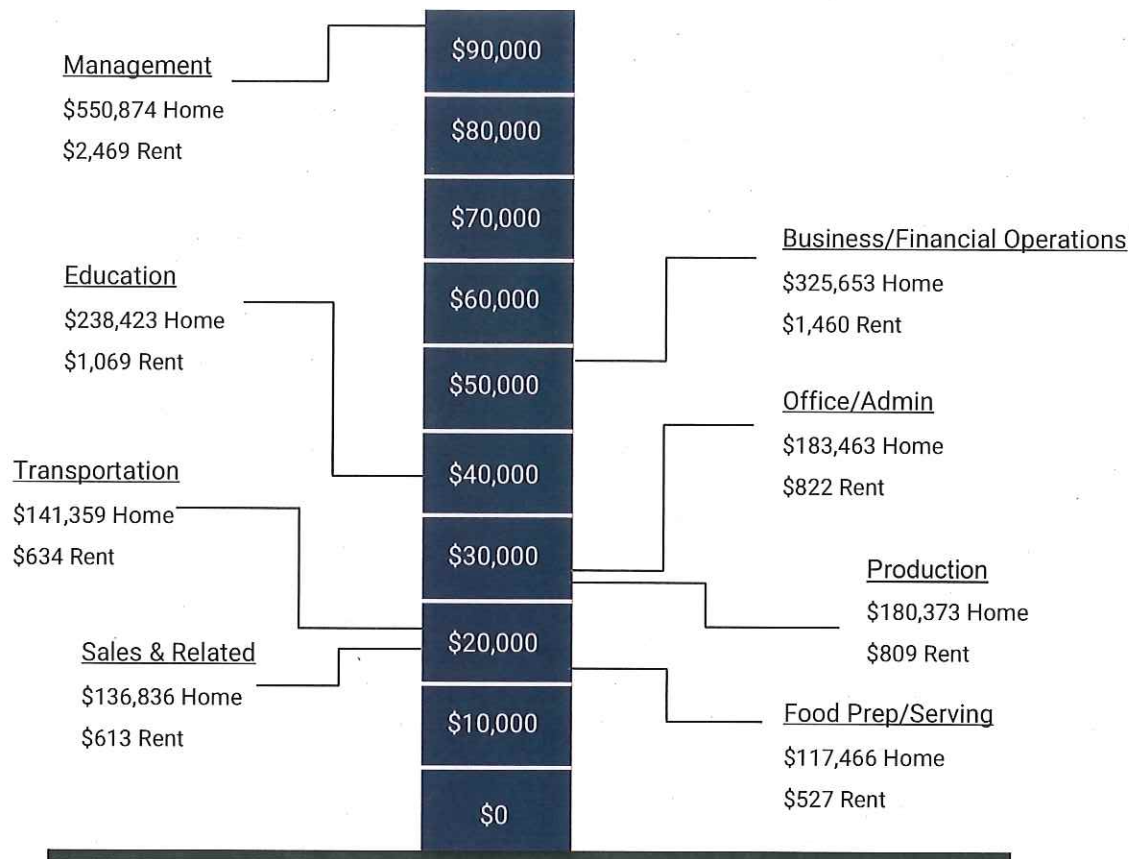 Management
$550,874 Home
$2,469 Rent
Education
$238,423 Home
$1,069 Rent
Transportation
$141,359 Home
$634 Rent
Sales & Related
$136,836 Home
$613 Rent
$90,000
$80,000
$70,000
$60,000
$50,000
$40,000
$30,000
$20,000
$10,000
$0
Business/Financial Operations
$325,653 Home
$1,460 Rent
Office/Admin
$183,463 Home
$822 Rent
Production
$180,373 Home
$809 Rent
Food Prep/Serving
$117,466 Home
$527 Rent